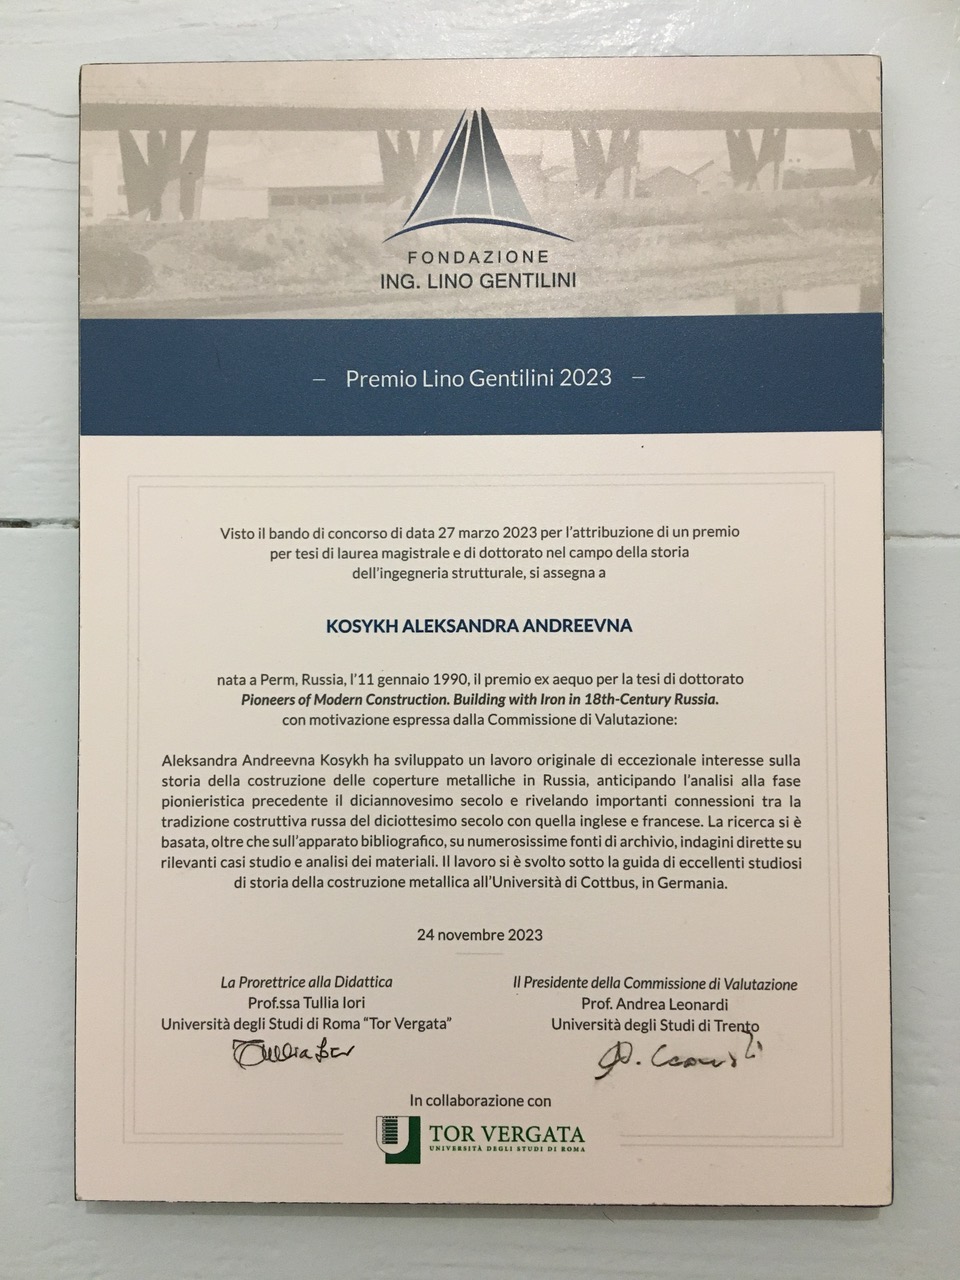 FONDAZIONE
ING. LINO GENTILINI
– Premio Lino Gentilini 2023 –
Visto il bando di concorso di data 27 marzo 2023 per l'attribuzione di un premio
per tesi di laurea magistrale e di dottorato nel campo della storia
dell'ingegneria strutturale, si assegna a
KOSYKH ALEKSANDRA ANDREEVNA
nata a Perm, Russia, l'11 gennaio 1990, il premio ex aequo per la tesi di dottorato
Pioneers of Modern Construction. Building with Iron in 18th-Century Russia.
con motivazione espressa dalla Commissione di Valutazione:
Aleksandra Andreevna Kosykh ha sviluppato un lavoro originale di eccezionale interesse sulla
storia della costruzione delle coperture metalliche in Russia, anticipando l'analisi alla fase
pionieristica precedente il diciannovesimo secolo e rivelando importanti connessioni tra la
tradizione costruttiva russa del diciottesimo secolo con quella inglese e francese. La ricerca si è
basata, oltre che sull'apparato bibliografico, su numerosissime fonti di archivio, indagini dirette su
rilevanti casi studio e analisi dei materiali. Il lavoro si è svolto sotto la guida di eccellenti studiosi
di storia della costruzione metallica all'Università di Cottbus, in Germania.
24 novembre 2023
La Prorettrice alla Didattica
Prof.ssa Tullia Iori
Università degli Studi di Roma “Tor Vergata”
Tullia Iori
Il Presidente della Commissione di Valutazione
Prof. Andrea Leonardi
Università degli Studi di Trento
In collaborazione con
TOR VERGATA
UNIVERSITÀ DEGLI STUDI DI ROMA